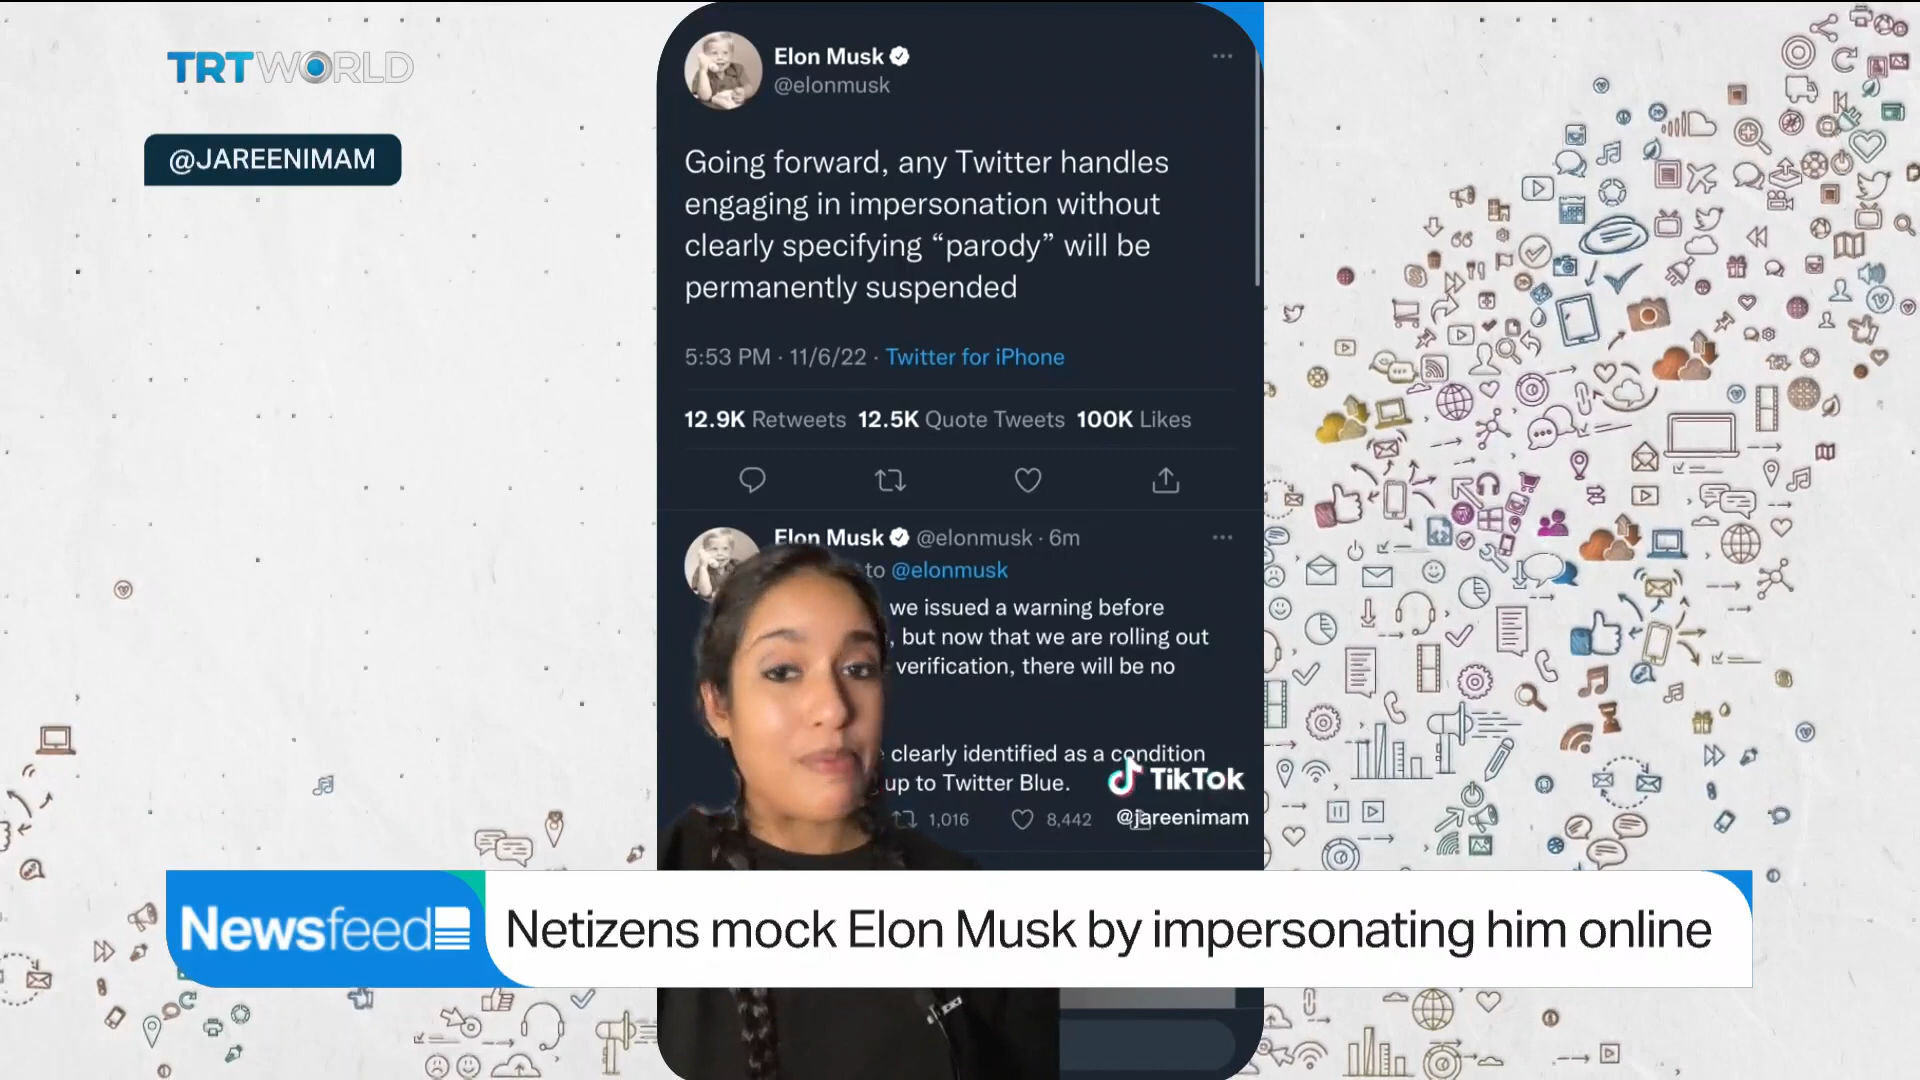 TRT WORLD
@JAREENIMAM
Elon Musk
@elonmusk
Going forward, any Twitter handles
engaging in impersonation without
clearly specifying “parody” will be
permanently suspended
5:53 PM · 11/6/22 · Twitter for iPhone
12.9K Retweets 12.5K Quote Tweets 100K Likes
Elon Musk @elonmusk · 6m
to @elonmusk
we issued a warning before
, but now that we are rolling out
verification, there will be no
clearly identified as a condition
up to Twitter Blue.
1,016 8,442
TikTok
@jareenimam
Newsfeed
Netizens mock Elon Musk by impersonating him online